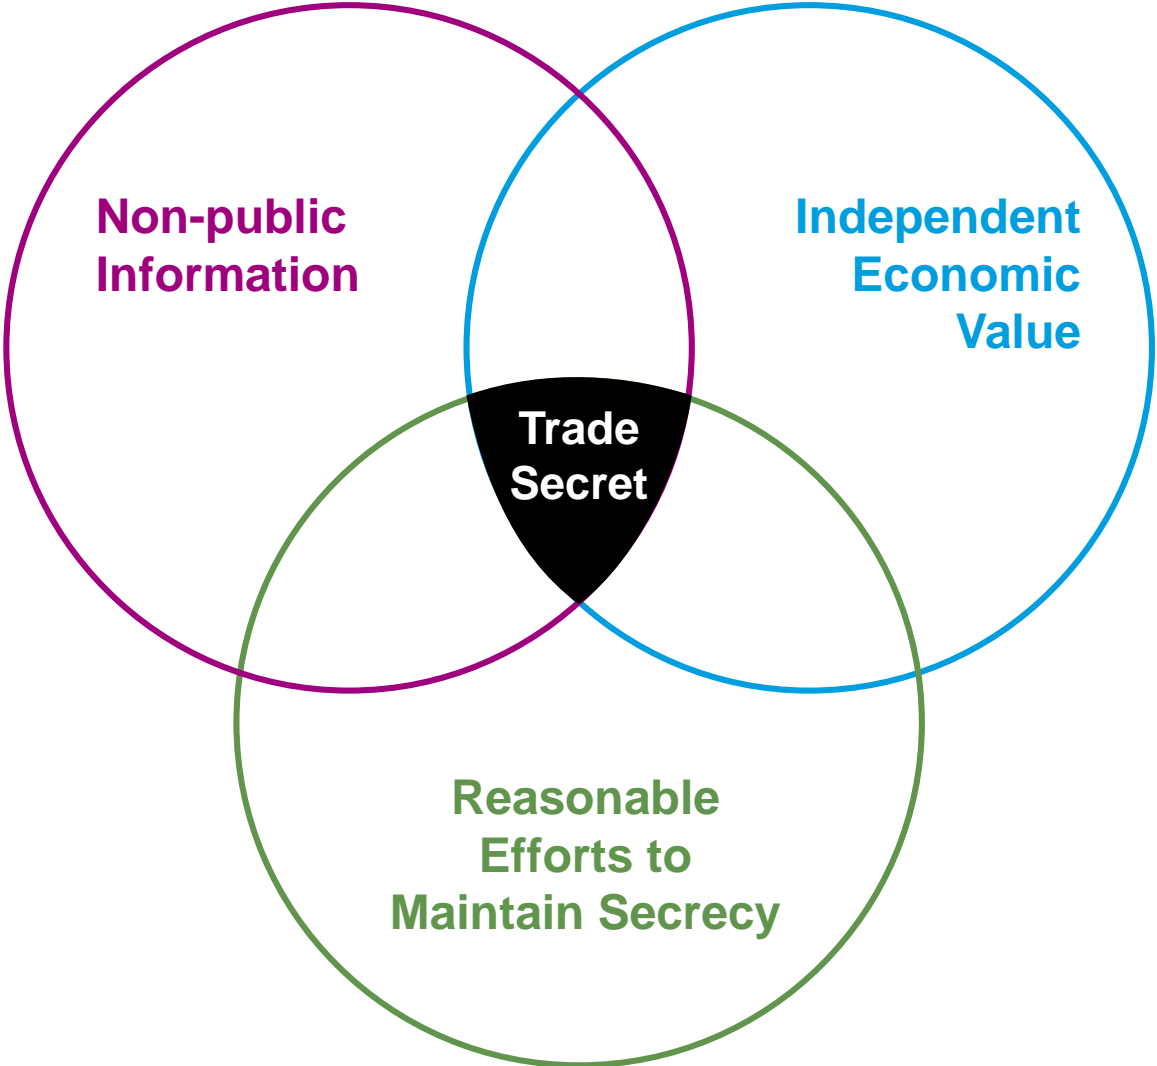 Non-public
Information
Independent
Economic
Value
Trade
Secret
Reasonable
Efforts to
Maintain Secrecy